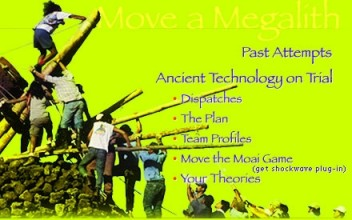 Move a Megalith
Past Attempts
Ancient Technology on Trial
• Dispatches
• The Plan
• Team Profiles
• Move the Moai Game
(get shockwave plug-in)
• Your Theories